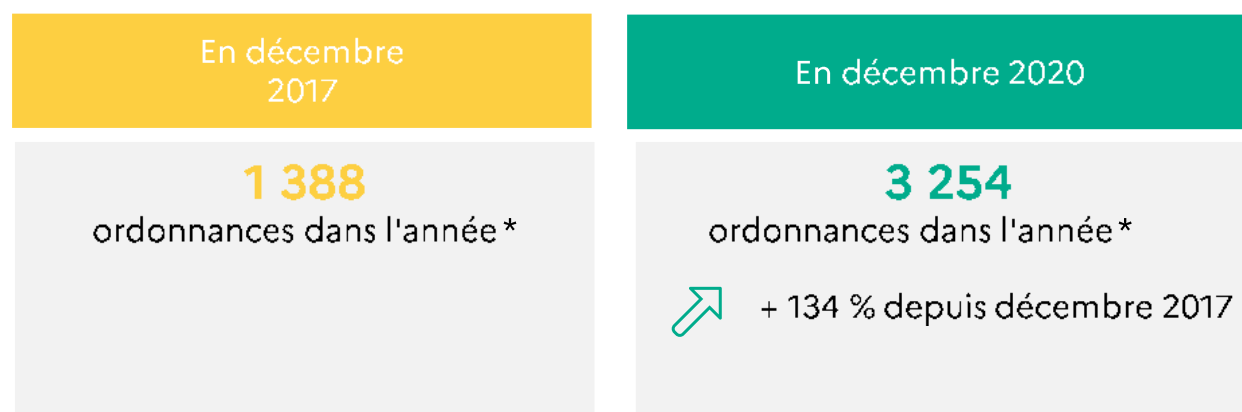 En décembre
2017
1 388
ordonnances dans l'année*
En décembre 2020
3 254
ordonnances dans l'année*
+ 134 % depuis décembre 2017